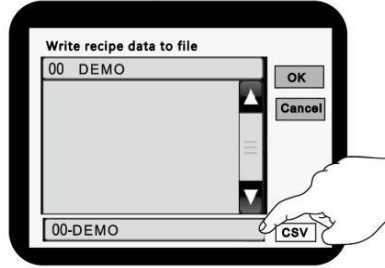 Write recipe data to file
00 DEMO
OK
Cancel
00-DEMO
CSV